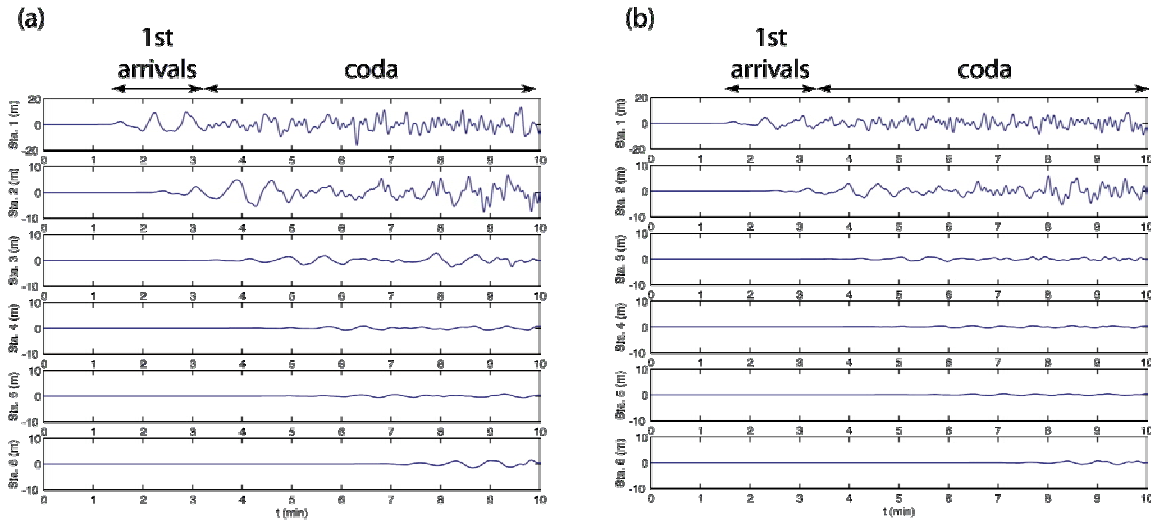 (a)
1st
arrivals
coda
20
0
-20
Sta. 1 (m)
0 1 2 3 4 5 6 7 8 9 10
10
0
-10
Sta. 2 (m)
0 1 2 3 4 5 6 7 8 9 10
10
0
-10
Sta. 3 (m)
0 1 2 3 4 5 6 7 8 9 10
10
0
-10
Sta. 4 (m)
0 1 2 3 4 5 6 7 8 9 10
10
0
-10
Sta. 5 (m)
0 1 2 3 4 5 6 7 8 9 10
10
0
-10
Sta. 6 (m)
0 1 2 3 4 5 6 7 8 9 10
t (min)
(b)
1st
arrivals
coda
20
0
-20
Sta. 1 (m)
0 1 2 3 4 5 6 7 8 9 10
10
0
-10
Sta. 2 (m)
0 1 2 3 4 5 6 7 8 9 10
10
0
-10
Sta. 3 (m)
0 1 2 3 4 5 6 7 8 9 10
10
0
-10
Sta. 4 (m)
0 1 2 3 4 5 6 7 8 9 10
10
0
-10
Sta. 5 (m)
0 1 2 3 4 5 6 7 8 9 10
10
0
-10
Sta. 6 (m)
0 1 2 3 4 5 6 7 8 9 10
t (min)